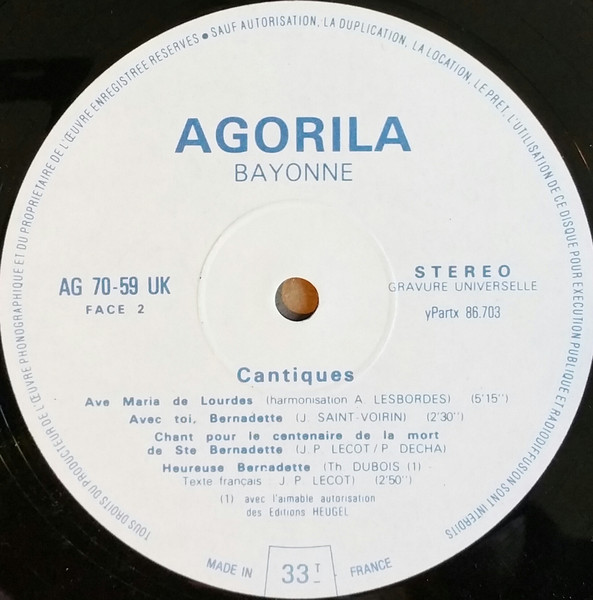 TOUS DROITS DU PRODUCTEUR DE L'ŒUVRE PHONOGRAPHIQUE ET DU PROPRIETAIRE DE L'ŒUVRE ENREGISTREE RESERVES ● SAUF AUTORISATION, LA DUPLICATION, LA LOCATION, LE PRET, L'UTILISATION DE CE DISQUE POUR EXECUTION PUBLIQUE ET RADIODIFFUSION SONT INTERDITS
AGORILA
BAYONNE
AG 70-59 UK
FACE 2
STEREO
GRAVURE UNIVERSELLE
yPartx 86.703
Cantiques
Ave Maria de Lourdes (harmonisation A. LESBORDES) (5'15'')
Avec toi, Bernadette (J. SAINT-VOIRIN) (2'30'')
Chant pour le centenaire de la mort
de Ste Bernadette (J.P. LECOT/P. DECHA)
Heureuse Bernadette (Th. DUBOIS (1) -
Texte français : J.P. LECOT) (2'50'')
(1) avec l'aimable autorisation
des Editions HEUGEL
MADE IN 33 T FRANCE